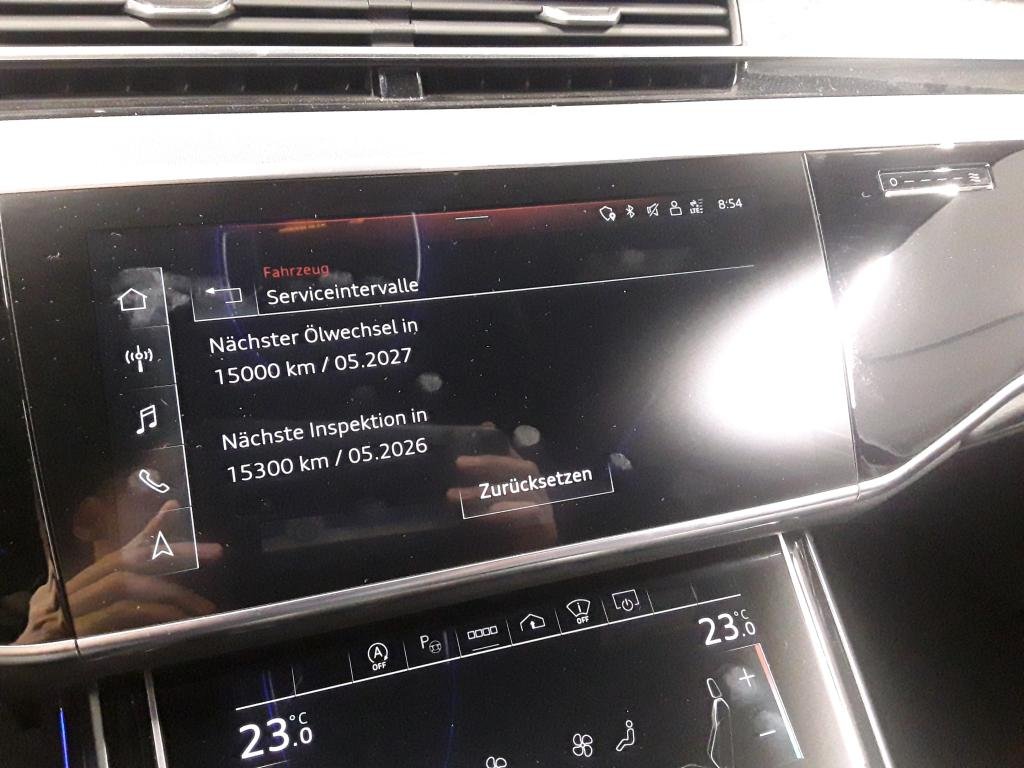 8:54
Fahrzeug
Serviceintervalle
Nächster Ölwechsel in
15000 km / 05.2027
Nächste Inspektion in
15300 km / 05.2026
Zurücksetzen
A
OFF
P
OFF
23.0 °C
23.0 °C